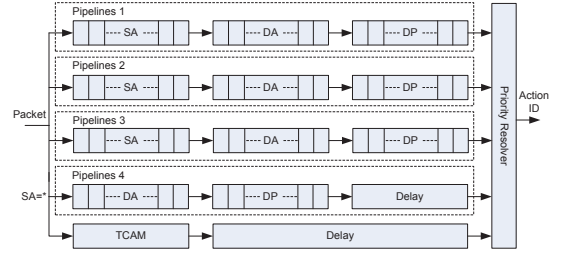 Pipelines 1
---- SA ----
---- DA ----
---- DP ----
Pipelines 2
---- SA ----
---- DA ----
---- DP ----
Packet
Pipelines 3
---- SA ----
---- DA ----
---- DP ----
Priority Resolver
Action
ID
Pipelines 4
SA=*
---- DA ----
---- DP ----
Delay
TCAM
Delay